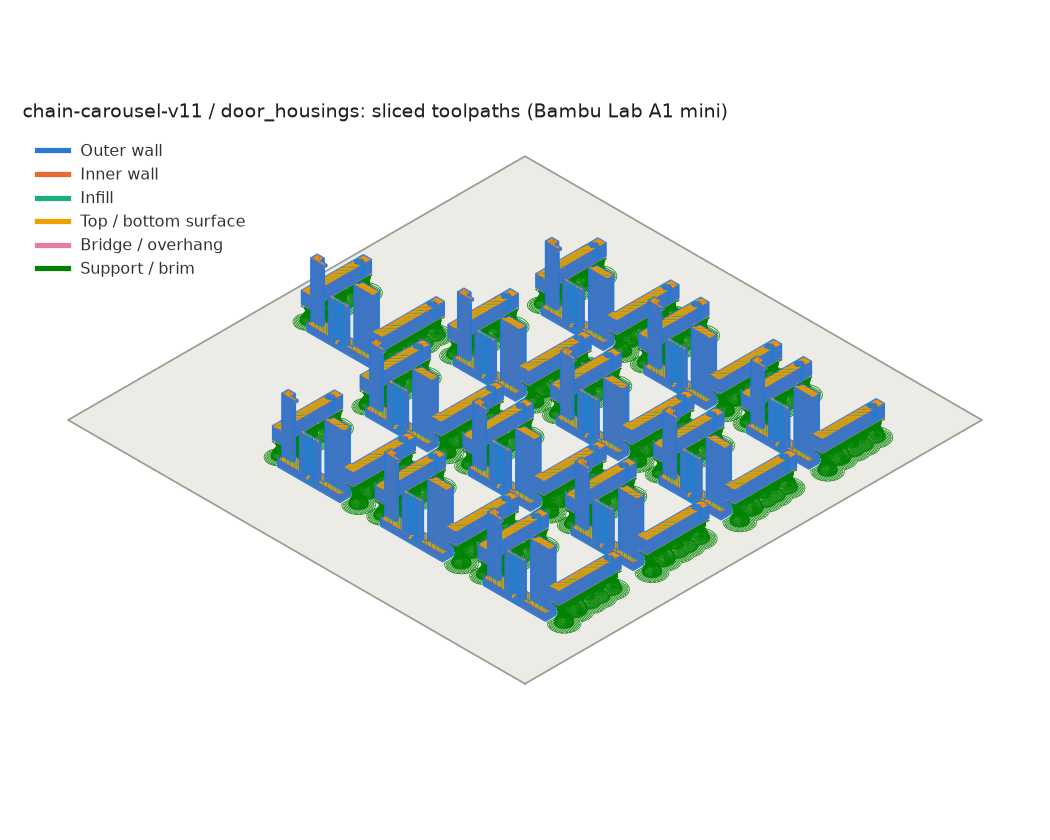 chain-carousel-v11 / door_housings: sliced toolpaths (Bambu Lab A1 mini)
Outer wall
Inner wall
Infill
Top / bottom surface
Bridge / overhang
Support / brim